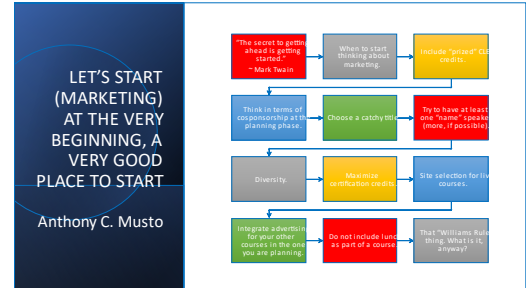 LET'S START
(MARKETING)
AT THE VERY
BEGINNING, A
VERY GOOD
PLACE TO START
Anthony C. Musto
"The secret to getting
ahead is getting
started."
~ Mark Twain
When to start
thinking about
marketing.
Include "prized" CLE
credits.
Think in terms of
cosponsorship at the
planning phase.
Choose a catchy title.
Try to have at least
one "name" speaker
(more, if possible).
Diversity.
Maximize
certification credits.
Site selection for live
courses.
Integrate advertising
for your other
courses in the one
you are planning.
Do not include lunch
as part of a course.
That "Williams Rule"
thing. What is it,
anyway?